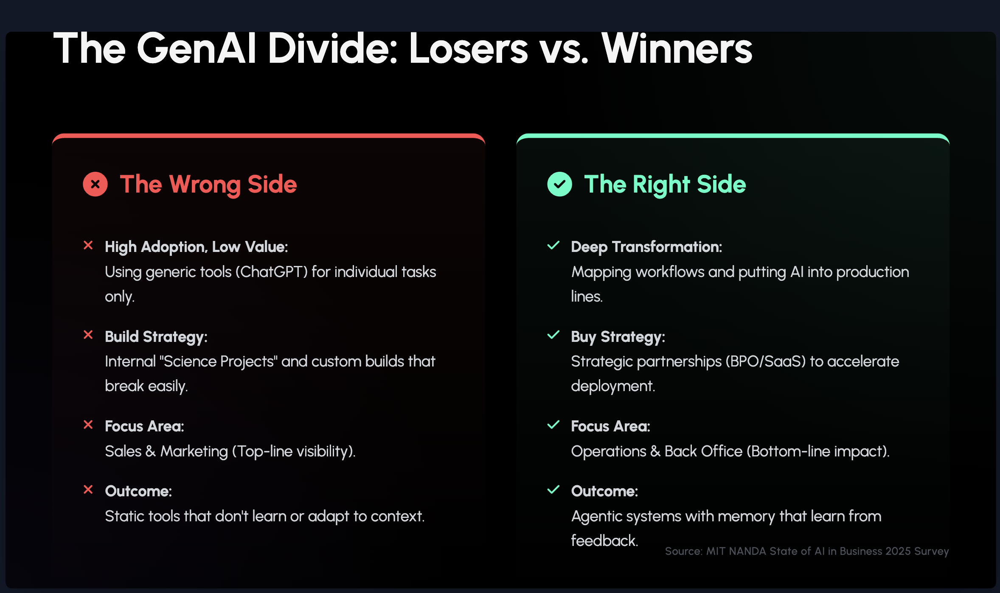 The GenAI Divide: Losers vs. Winners
The Wrong Side
High Adoption, Low Value:
Using generic tools (ChatGPT) for individual tasks
only.
Build Strategy:
Internal "Science Projects" and custom builds that
break easily.
Focus Area:
Sales & Marketing (Top-line visibility).
Outcome:
Static tools that don't learn or adapt to context.
The Right Side
Deep Transformation:
Mapping workflows and putting AI into production
lines.
Buy Strategy:
Strategic partnerships (BPO/SaaS) to accelerate
deployment.
Focus Area:
Operations & Back Office (Bottom-line impact).
Outcome:
Agentic systems with memory that learn from
feedback.
Source: MIT NANDA State of AI in Business 2025 Survey